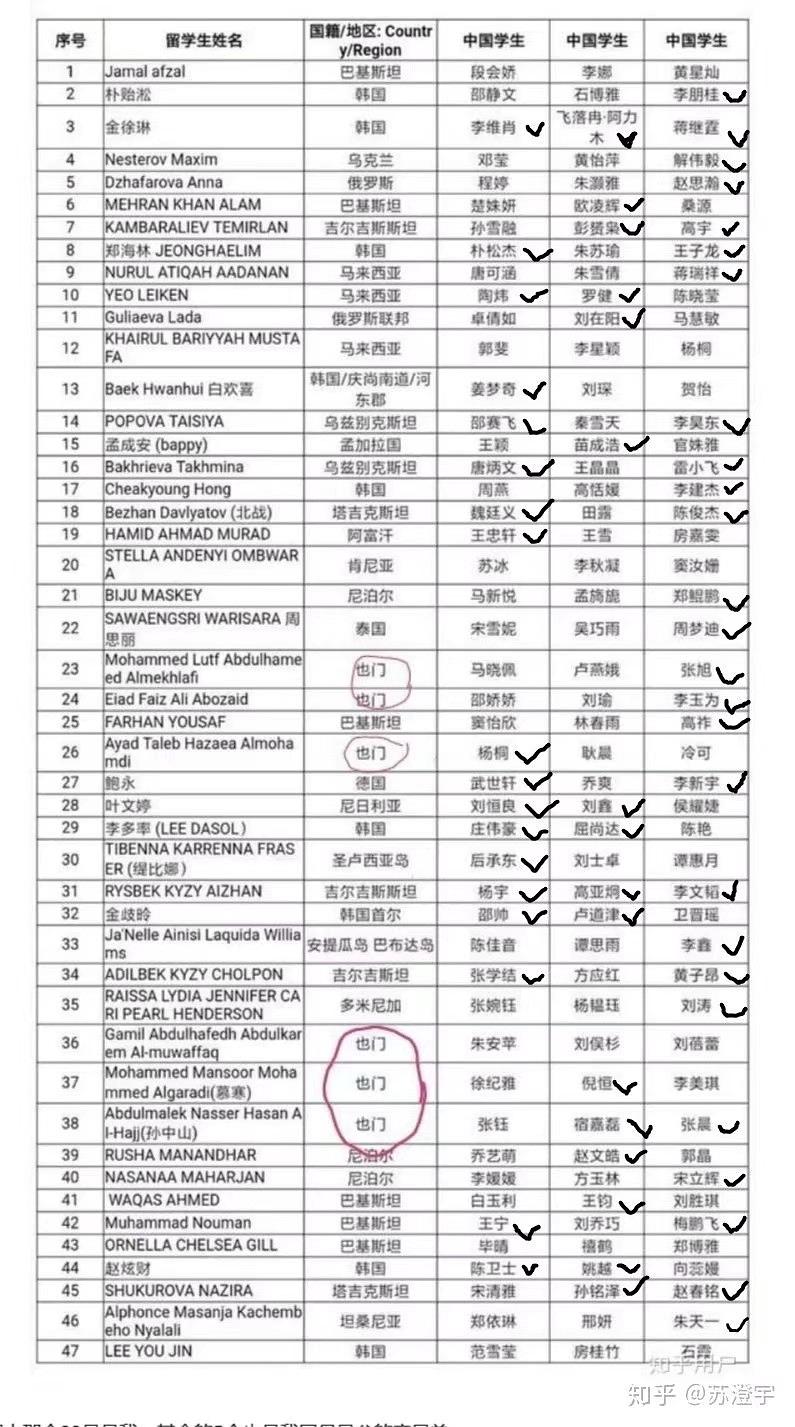 序号 留学生姓名 国籍/地区: Countr 中国学生 中国学生 中国学生
y/Region
1 Jamal afzal 巴基斯坦 段会娇 李娜 黄星灿
2 朴贻淞 韩国 邵静文 石博雅 李朋桂
3 金徐琳 韩国 李维肖 飞落冉·阿力 蒋继霆
木
4 Nesterov Maxim 乌克兰 邓莹 黄怡萍 解伟毅
5 Dzhafarova Anna 俄罗斯 程婷 朱灏雅 赵思瀚
6 MEHRAN KHAN ALAM 巴基斯坦 楚姝妍 欧凌辉 桑源
7 KAMBARALIEV TEMIRLAN 吉尔吉斯斯坦 孙雪融 彭赟枭 高宇
8 郑海林 JEONGHAELIM 韩国 朴松杰 朱苏瑜 王子龙
9 NURUL ATIQAH AADANAN 马来西亚 唐可涵 朱雪倩 蒋瑞祥
10 YEO LEIKEN 马来西亚 陶炜 罗健 陈晓莹
11 Guliaeva Lada 俄罗斯联邦 卓倩如 刘在阳 马慧敏
12 KHAIRUL BARIYYAH MUSTA 马来西亚 郭斐 李星颖 杨桐
FA
13 Baek Hwanhui 白欢喜 韩国/庆尚南道/河 姜梦奇 刘琛 贺怡
东郡
14 POPOVA TAISIYA 乌兹别克斯坦 邵赛飞 秦雪天 李昊东
15 孟成安 (bappy) 孟加拉国 王颖 苗成浩 官姝雅
16 Bakhrieva Takhmina 乌兹别克斯坦 唐炳文 王晶晶 雷小飞
17 Cheakyoung Hong 韩国 周燕 高恬媛 李建杰
18 Bezhan Davlyatov (北战) 塔吉克斯坦 魏廷义 田露 陈俊杰
19 HAMID AHMAD MURAD 阿富汗 王忠轩 王雪 房嘉雯
20 STELLA ANDENYI OMBWAR 肯尼亚 苏冰 李秋凝 窦汝姗
A
21 BIJU MASKEY 尼泊尔 马新悦 孟旖旎 郑鲲鹏
22 SAWAENGSRI WARISARA 周 泰国 宋雪妮 吴巧雨 周梦迪
思丽
23 Mohammed Lutf Abdulhame 也门 马晓佩 卢燕娥 张旭
ed Almekhlafi
24 Eiad Faiz Ali Abozaid 也门 邵娇娇 刘瑜 李玉为
25 FARHAN YOUSAF 巴基斯坦 窦怡欣 林春雨 高祚
26 Ayad Taleb Hazaea Almoha 也门 杨桐 耿晨 冷可
mdi
27 鲍永 德国 武世轩 乔爽 李新宇
28 叶文婷 尼日利亚 刘恒良 刘鑫 侯耀婕
29 李多率 (LEE DASOL) 韩国 庄伟豪 屈尚达 陈艳
30 TIBENNA KARRENNA FRAS 圣卢西亚岛 后承东 刘士卓 谭惠月
ER (缇比娜)
31 RYSBEK KYZY AIZHAN 吉尔吉斯斯坦 杨宇 高亚炯 李文韬
32 金歧昤 韩国首尔 邵帅 卢道津 卫晋瑶
33 Ja'Nelle Ainisi Laquida Willia 安提瓜岛 巴布达岛 陈佳音 谭思雨 李鑫
ms
34 ADILBEK KYZY CHOLPON 吉尔吉斯坦 张学结 方应红 黄子昂
35 RAISSA LYDIA JENNIFER CA 多米尼加 张婉钰 杨韫珏 刘涛
RI PEARL HENDERSON
36 Gamil Abdulhafedh Abdulkar 也门 朱安苹 刘俣杉 刘蓓蕾
em Al-muwaffaq
37 Mohammed Mansoor Moha 也门 徐纪雅 倪恒 李美琪
mmed Algaradi(慕寒)
38 Abdulmalek Nasser Hasan A 也门 张钰 宿嘉磊 张晨
l-Hajj(孙中山)
39 RUSHA MANANDHAR 尼泊尔 乔艺萌 赵文皓 郭晶
40 NASANAA MAHARJAN 尼泊尔 李媛媛 方玉林 宋立辉
41 WAQAS AHMED 巴基斯坦 白玉利 王钧 刘胜琪
42 Muhammad Nouman 巴基斯坦 王宁 刘乔巧 梅鹏飞
43 ORNELLA CHELSEA GILL 巴基斯坦 毕晴 禧鹤 郑博雅
44 赵炫财 韩国 陈卫士 姚越 向蕊嫚
45 SHUKUROVA NAZIRA 塔吉克斯坦 宋清雅 孙铭泽 赵春铭
46 Alphonce Masanja Kachemb 坦桑尼亚 郑依琳 邢妍 朱天一
eho Nyalali
47 LEE YOU JIN 韩国 范雪莹 房桂竹 石霞
知乎用户
知乎 @苏澄宇